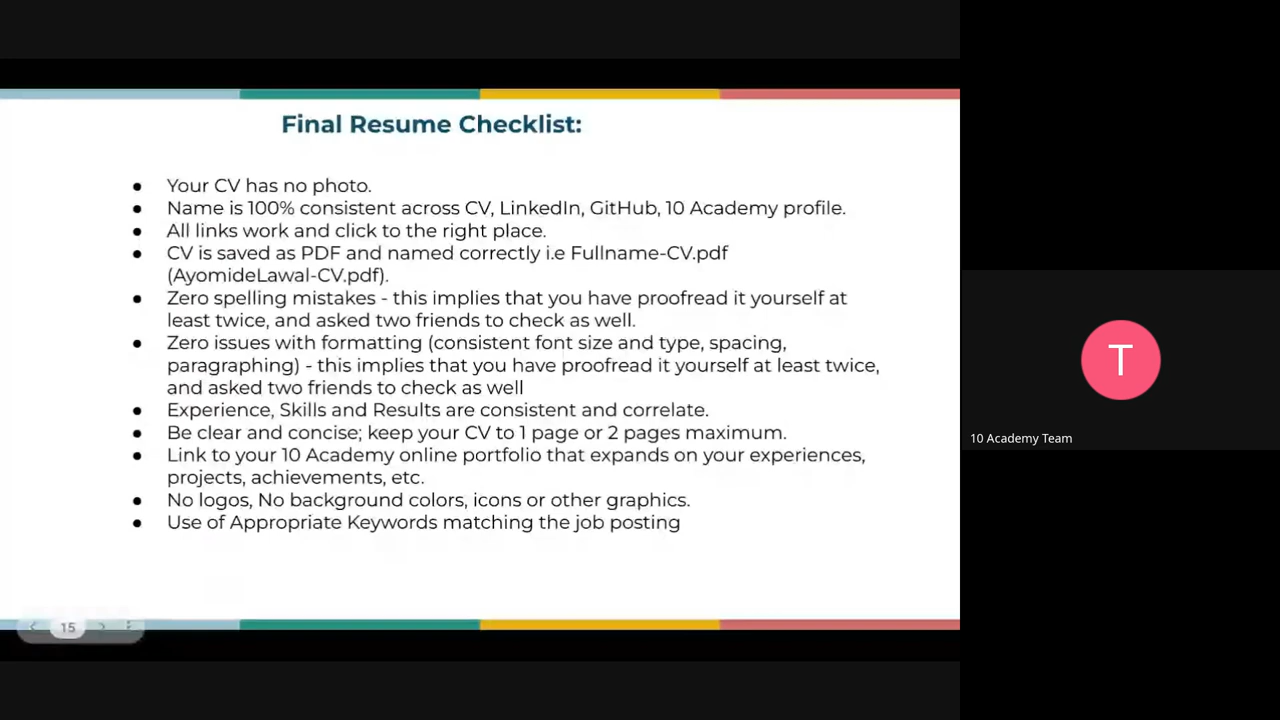 Final Resume Checklist:
● Your CV has no photo.
● Name is 100% consistent across CV, LinkedIn, GitHub, 10 Academy profile.
● All links work and click to the right place.
● CV is saved as PDF and named correctly i.e Fullname-CV.pdf
(AyomideLawal-CV.pdf).
● Zero spelling mistakes - this implies that you have proofread it yourself at
least twice, and asked two friends to check as well.
● Zero issues with formatting (consistent font size and type, spacing,
paragraphing) - this implies that you have proofread it yourself at least twice,
and asked two friends to check as well
● Experience, Skills and Results are consistent and correlate.
● Be clear and concise; keep your CV to 1 page or 2 pages maximum.
● Link to your 10 Academy online portfolio that expands on your experiences,
projects, achievements, etc.
● No logos, No background colors, icons or other graphics.
● Use of Appropriate Keywords matching the job posting
15
T
10 Academy Team